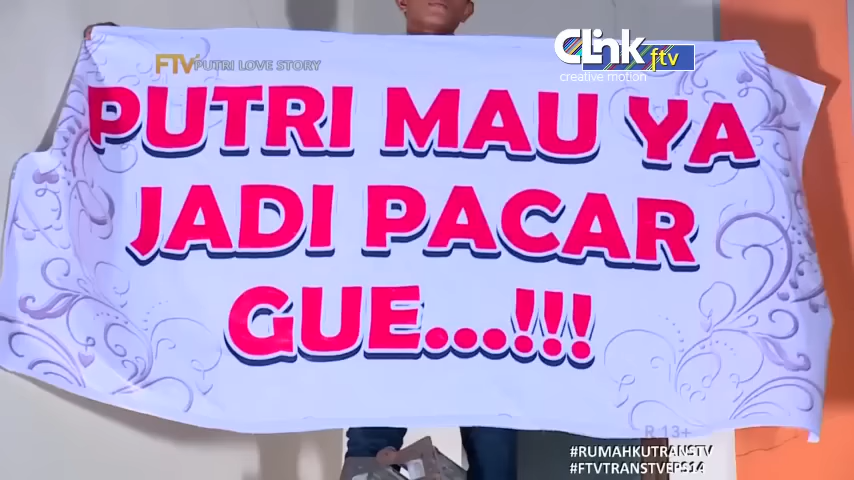 CLink ftv
creative motion
FTV PUTRI LOVE STORY
PUTRI MAU YA
JADI PACAR
GUE...!!!
R 13+
#RUMAHKUTRANSTV
#FTVTRANSTVEPS14